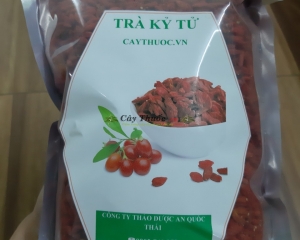 TRÀ KỶ TỬ
CAYTHUOC.VN
Cây Thuốc
CÔNG TY THẢO DƯỢC AN QUỐC
THÁI